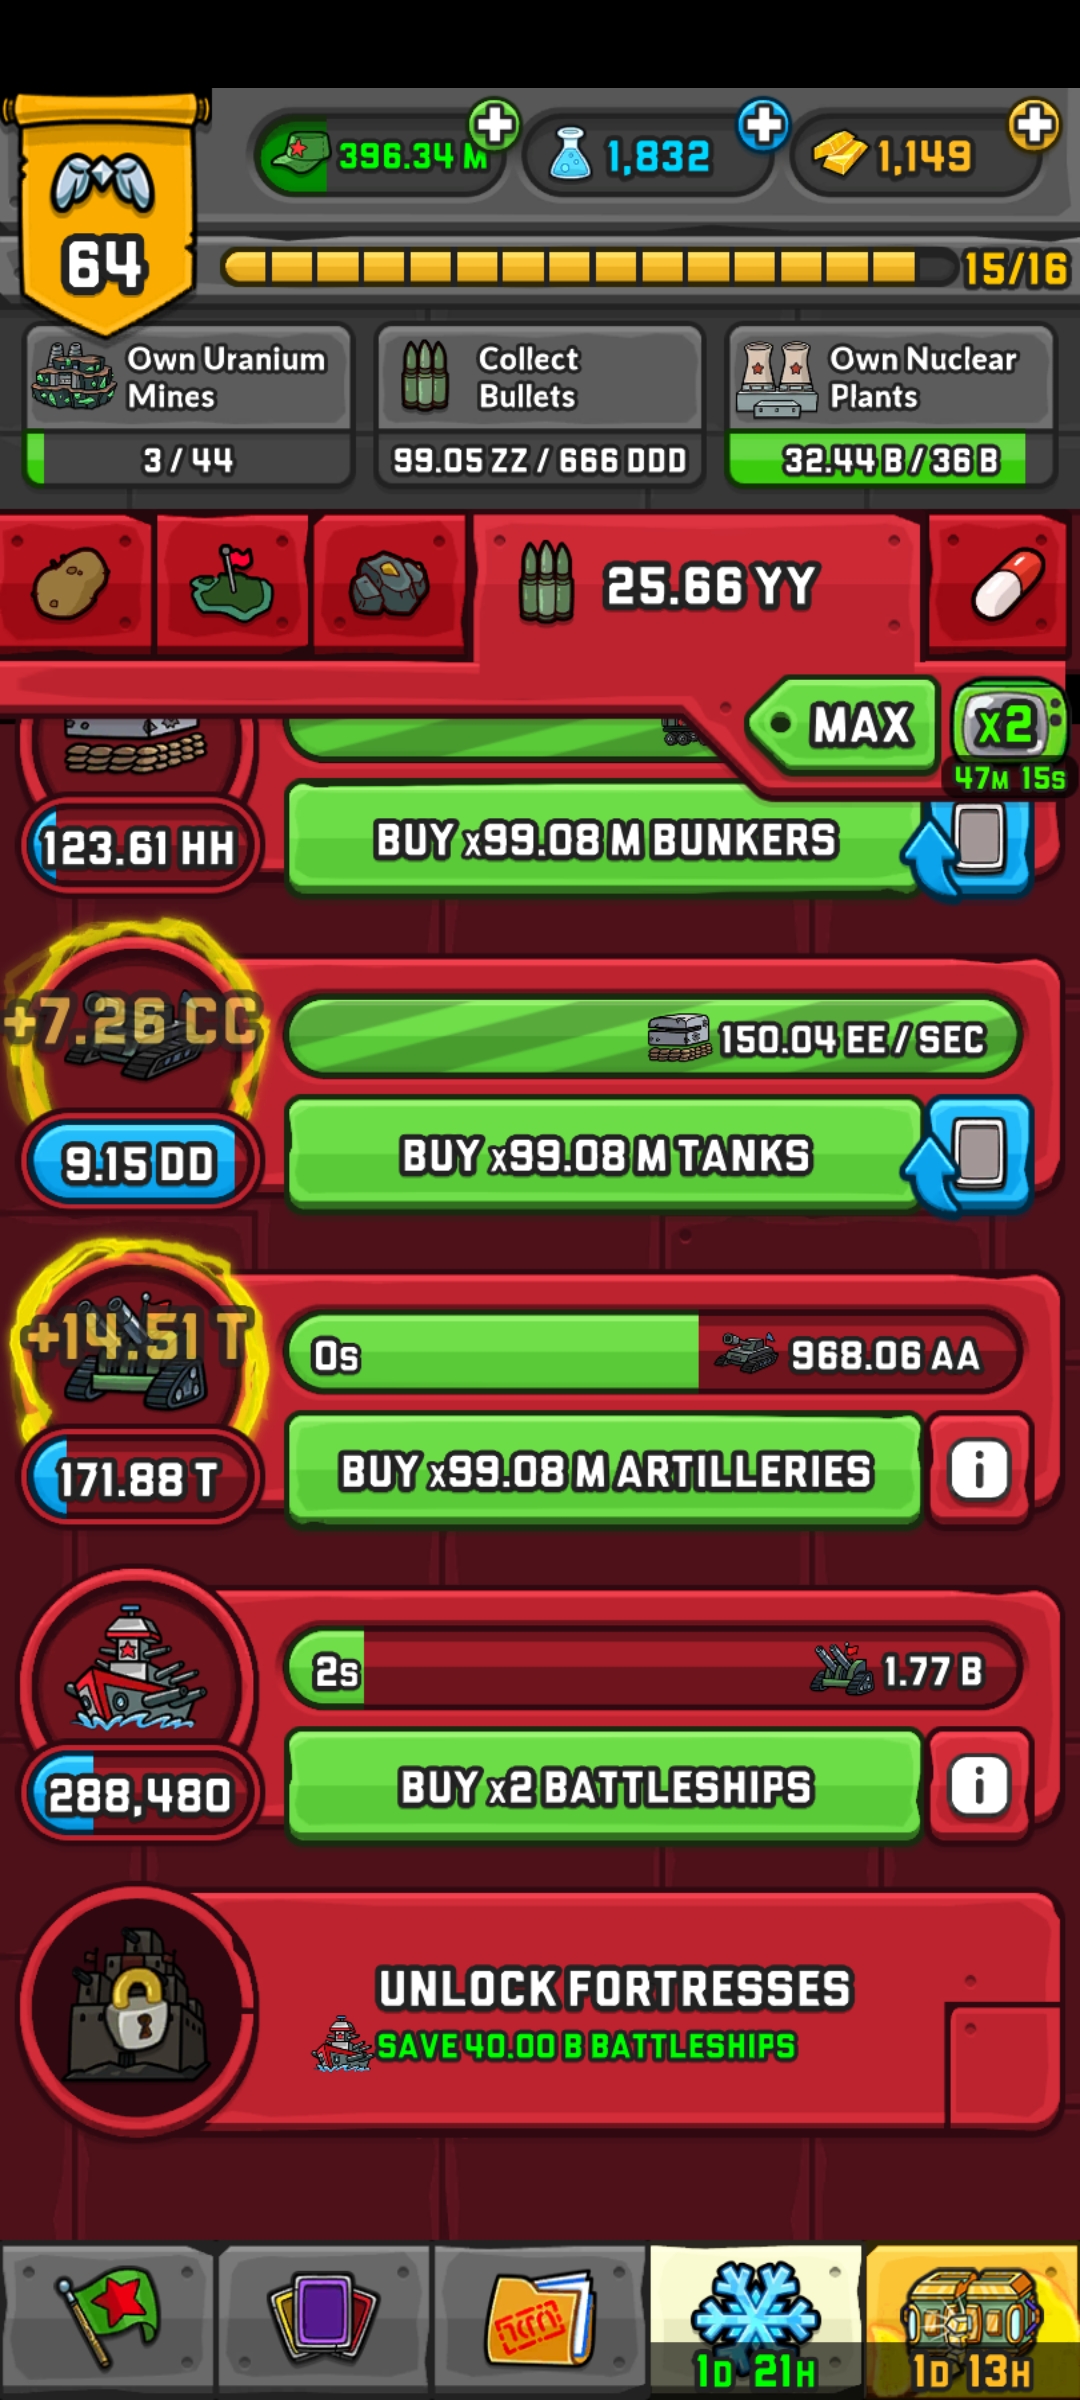 396.34 M
1,832
1,149
64
15/16
Own Uranium
Mines
3 / 44
Collect
Bullets
99.05 ZZ / 666 DDD
Own Nuclear
Plants
32.44 B / 36 B
25.66 YY
MAX
X2
47M 15S
123.61 HH
BUY x99.08 M BUNKERS
+7.26 CC
150.04 EE / SEC
9.15 DD
BUY x99.08 M TANKS
+14.51 T
0s
968.06 AA
171.88 T
BUY x99.08 M ARTILLERIES
i
2s
1.77 B
288,480
BUY x2 BATTLESHIPS
i
UNLOCK FORTRESSES
SAVE 40.00 B BATTLESHIPS
1D 21H
1D 13H